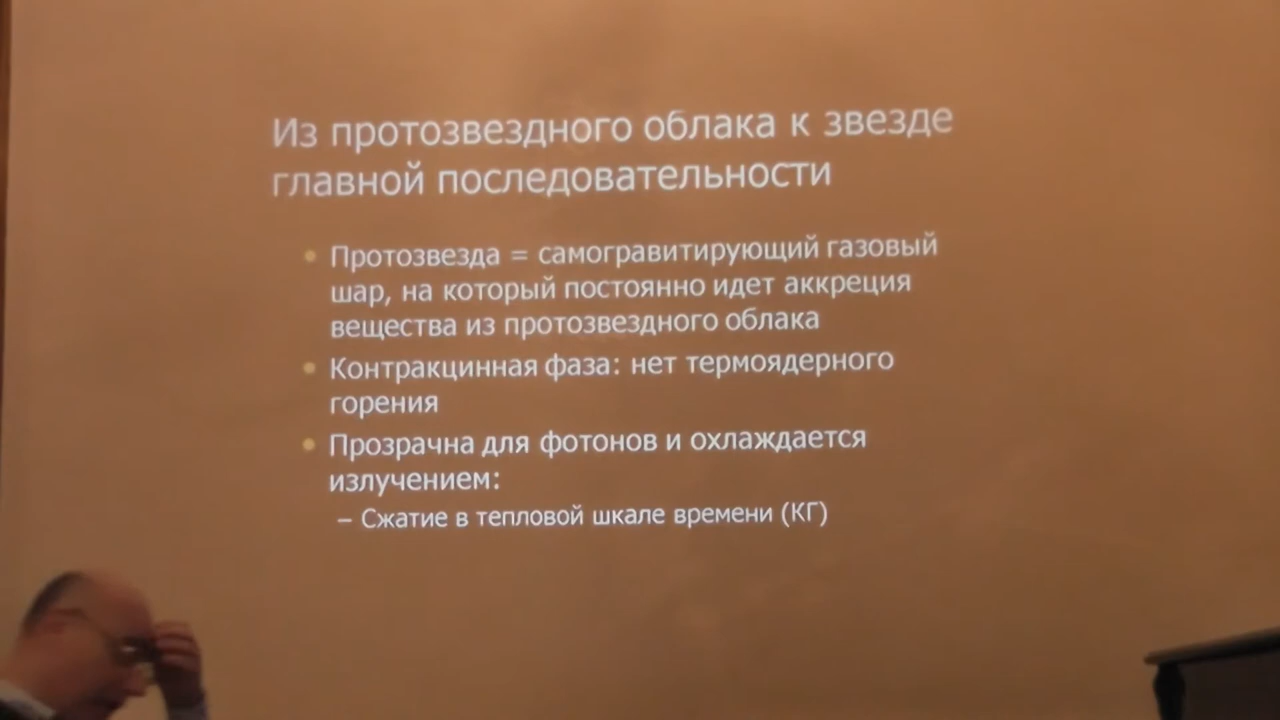 Из протозвездного облака к звезде
главной последовательности
• Протозвезда = самогравитирующий газовый
шар, на который постоянно идет аккреция
вещества из протозвездного облака
• Контракцинная фаза: нет термоядерного
горения
• Прозрачна для фотонов и охлаждается
излучением:
– Сжатие в тепловой шкале времени (КГ)